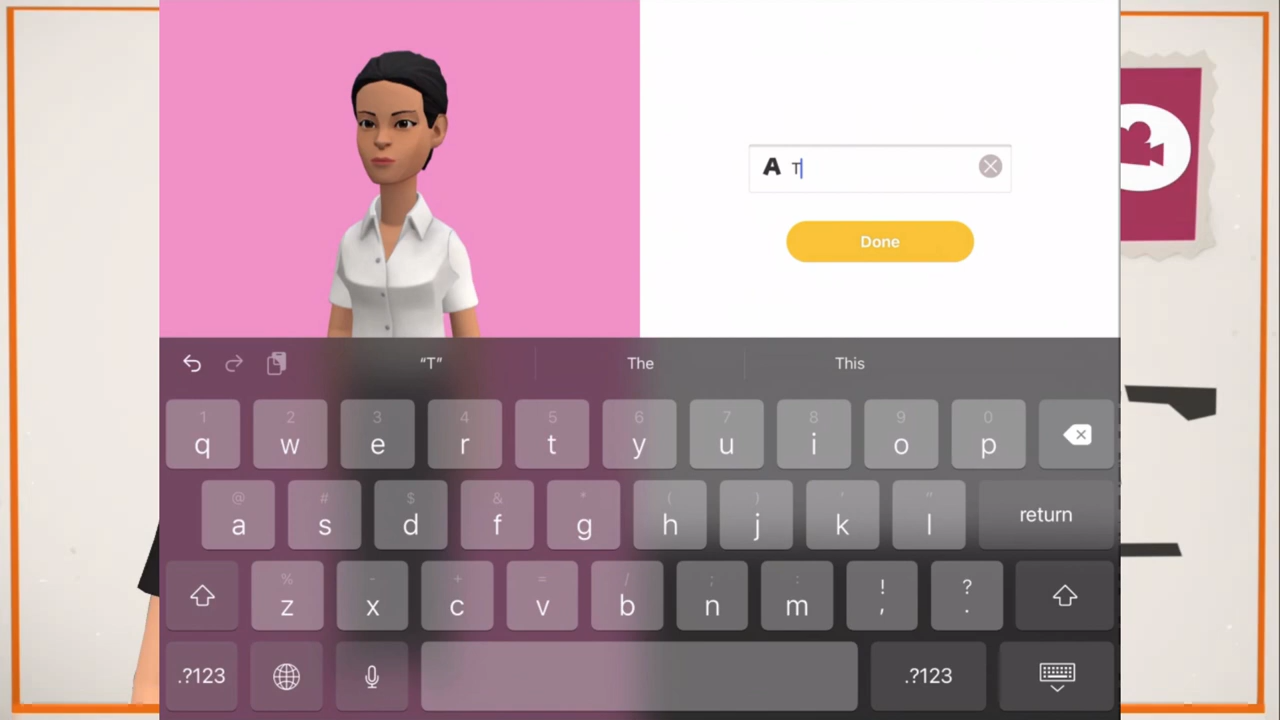 A T
Done
“T” The This
1 2 3 4 5 6 7 8 9 0
q w e r t y u i o p
@ # $ & * ( ) ' "
a s d f g h j k l return
% - + = / ; : ! ?
z x c v b n m , .
.?123 .?123